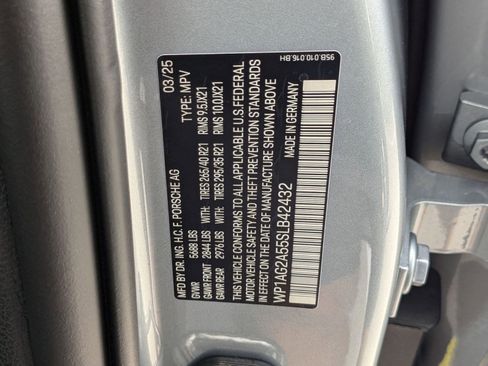 MFD BY DR. ING. H.C. F. PORSCHE AG 03/25
GVWR 5688 LBS TYPE: MPV
GAWR FRONT 2844 LBS WITH: TIRES 265/40 R21 RIMS 9.5JX21
GAWR REAR 2976 LBS WITH: TIRES 295/35 R21 RIMS 10.0JX21
THIS VEHICLE CONFORMS TO ALL APPLICABLE U.S. FEDERAL
MOTOR VEHICLE SAFETY AND THEFT PREVENTION STANDARDS
IN EFFECT ON THE DATE OF MANUFACTURE SHOWN ABOVE
WP1AG2A55SLB42432 MADE IN GERMANY
95B.010.016.BH